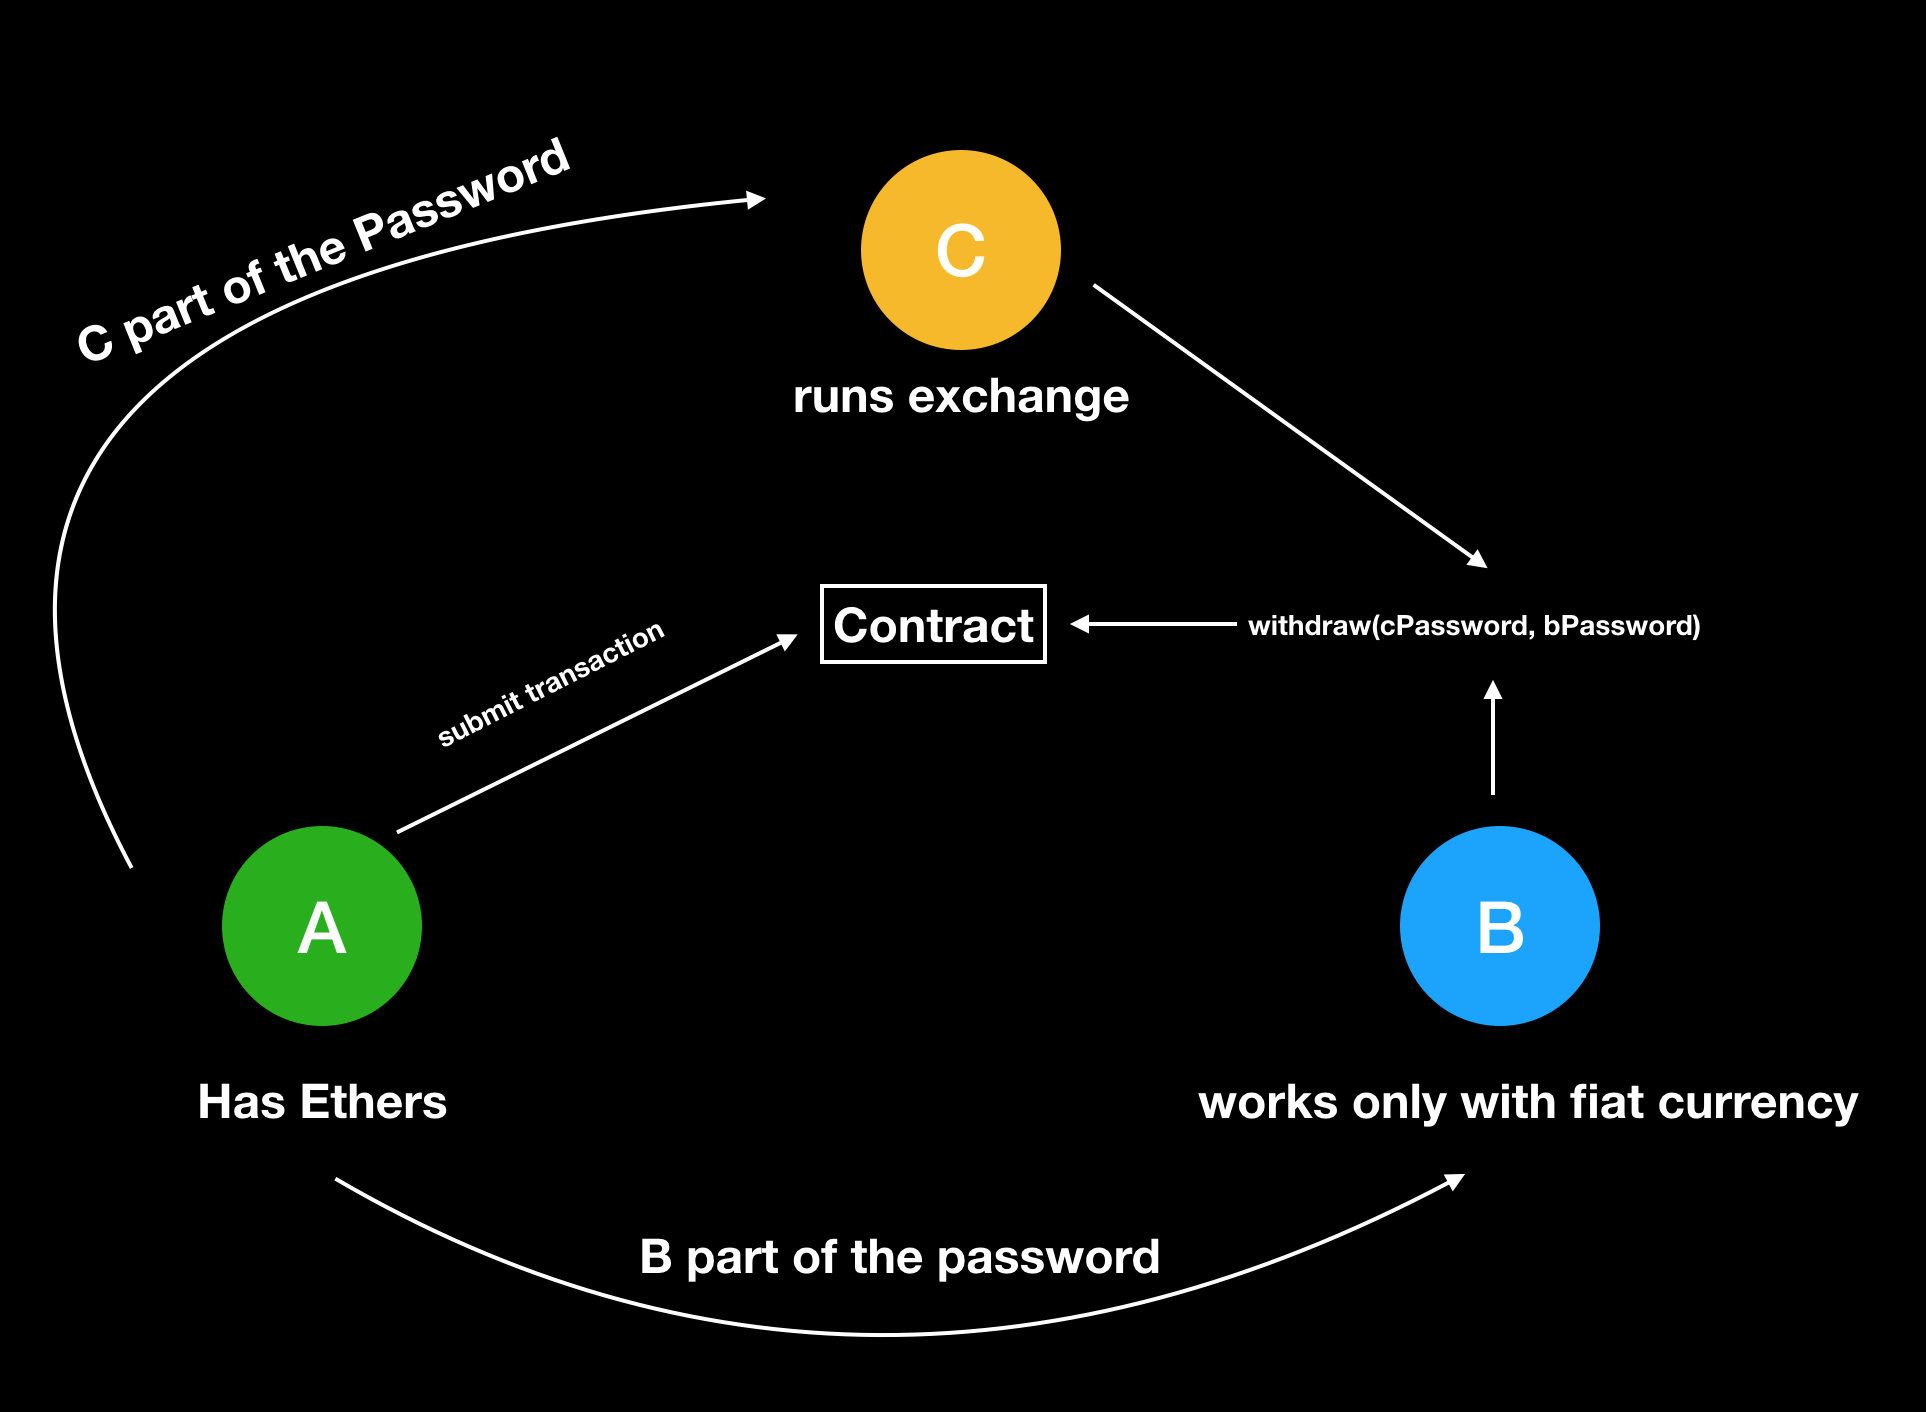 C part of the Password
C
runs exchange
submit transaction
Contract
withdraw(cPassword, bPassword)
A
B
Has Ethers
works only with fiat currency
B part of the password